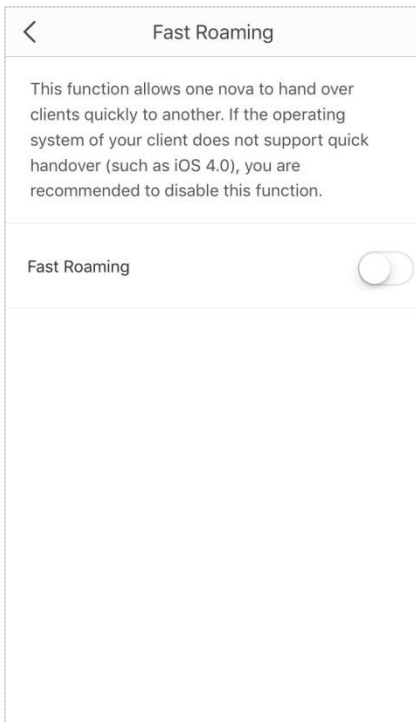 Fast Roaming
This function allows one nova to hand over
clients quickly to another. If the operating
system of your client does not support quick
handover (such as iOS 4.0), you are
recommended to disable this function.
Fast Roaming